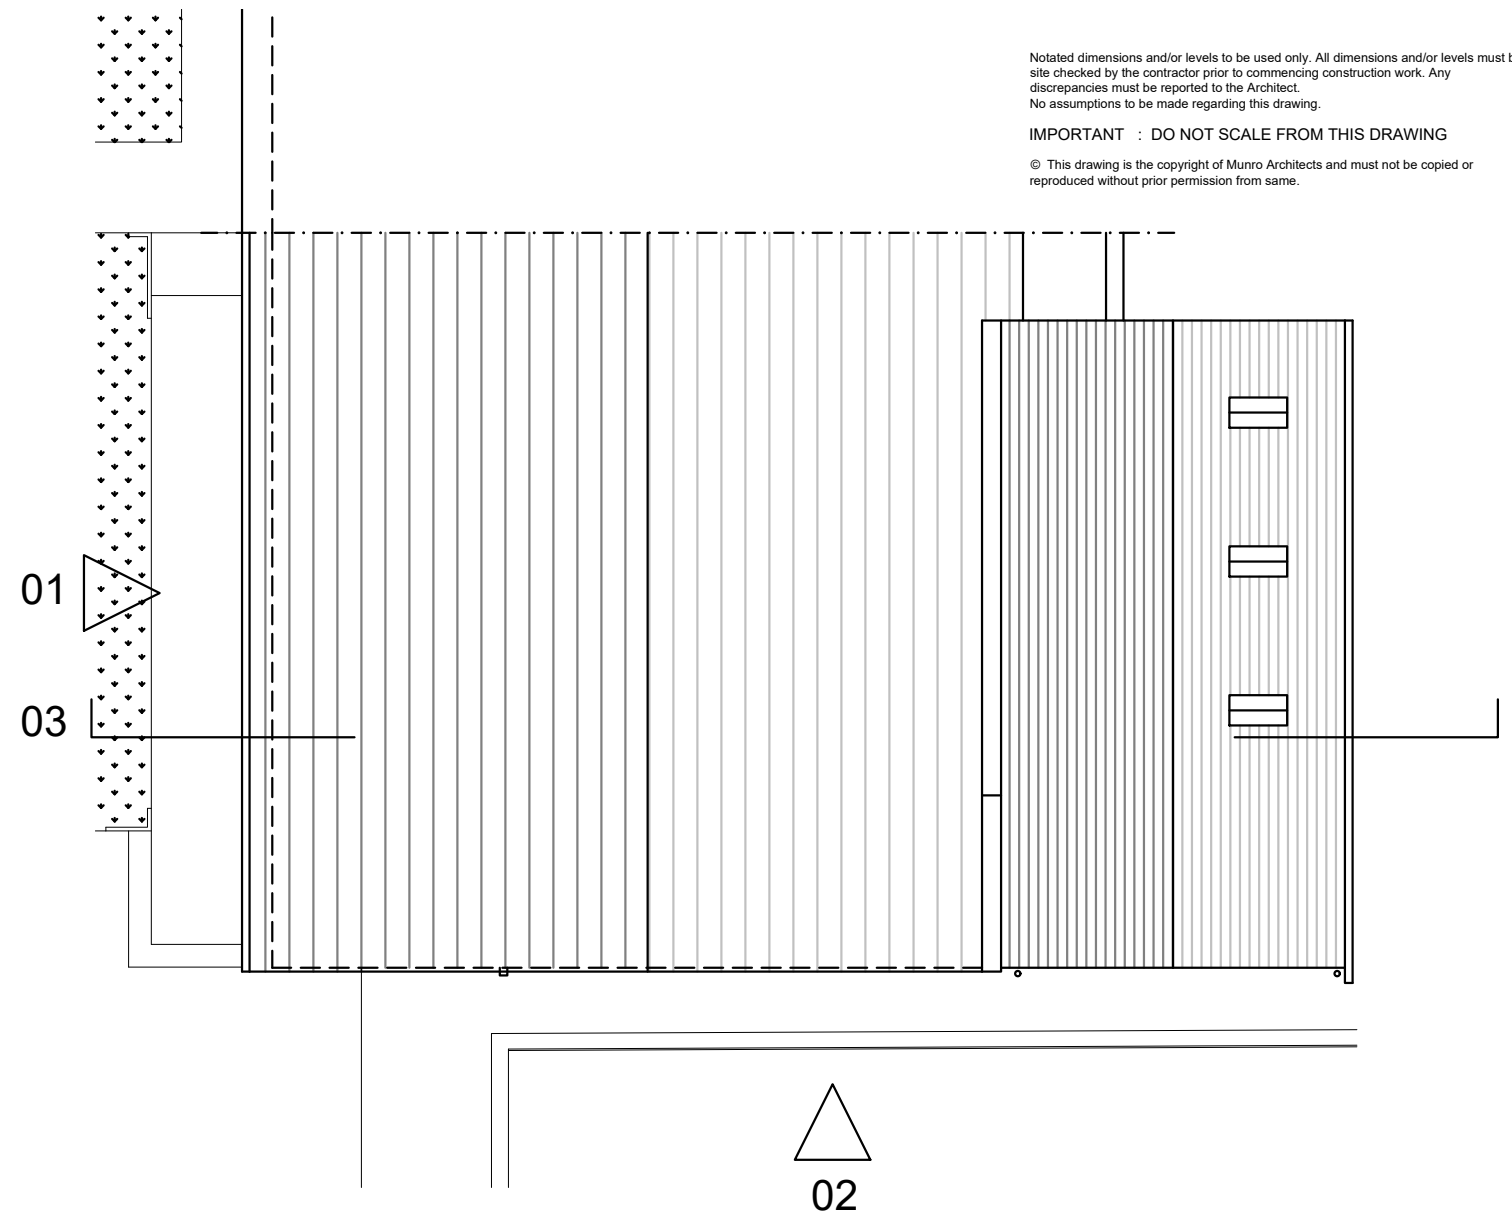 Notated dimensions and/or levels to be used only. All dimensions and/or levels must b
site checked by the contractor prior to commencing construction work. Any
discrepancies must be reported to the Architect.
No assumptions to be made regarding this drawing.
IMPORTANT : DO NOT SCALE FROM THIS DRAWING
© This drawing is the copyright of Munro Architects and must not be copied or
reproduced without prior permission from same.
01
03
02